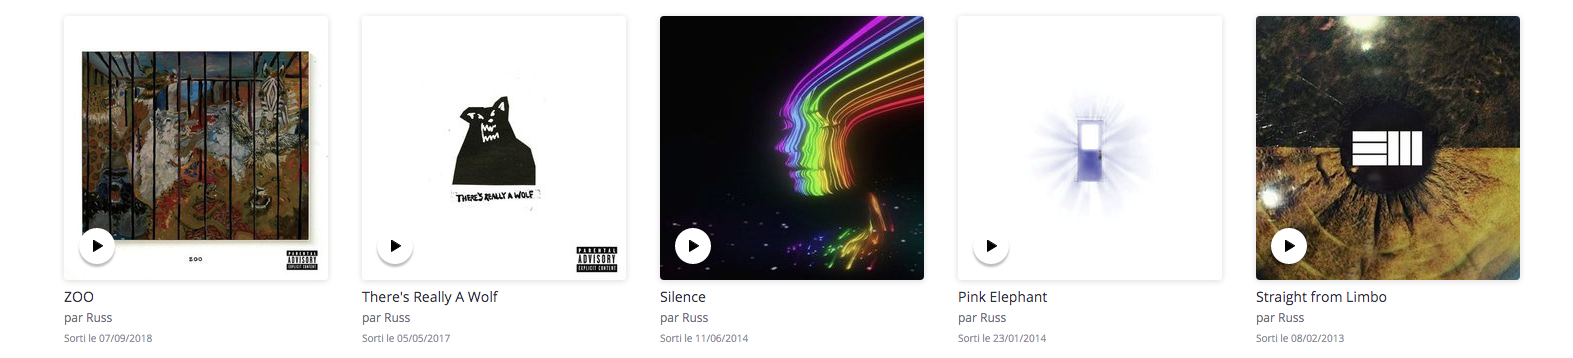 ZOO
PARENTAL
ADVISORY
EXPLICIT CONTENT
THERE'S REALLY A WOLF
PARENTAL
ADVISORY
EXPLICIT CONTENT
ZOO
par Russ
Sorti le 07/09/2018
There's Really A Wolf
par Russ
Sorti le 05/05/2017
Silence
par Russ
Sorti le 11/06/2014
Pink Elephant
par Russ
Sorti le 23/01/2014
Straight from Limbo
par Russ
Sorti le 08/02/2013